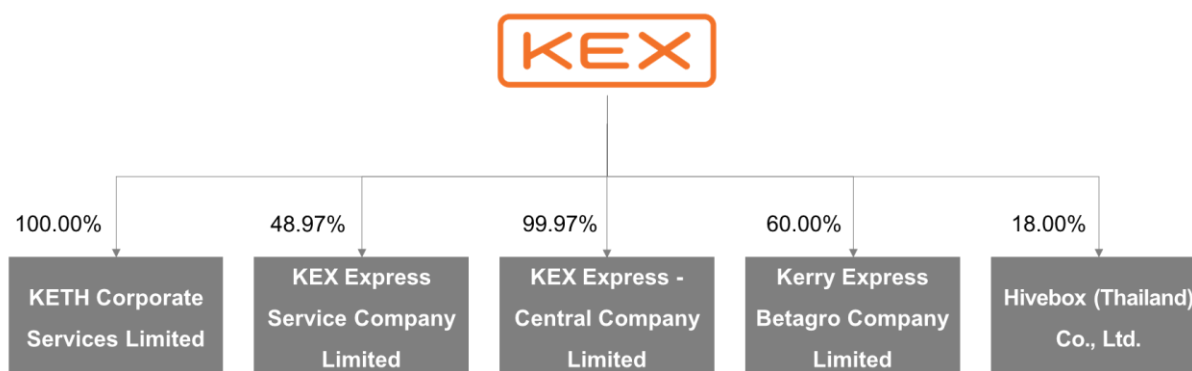 KEX
100.00%
48.97%
99.97%
60.00%
18.00%
KETH Corporate
Services Limited
KEX Express
Service Company
Limited
KEX Express -
Central Company
Limited
Kerry Express
Betagro Company
Limited
Hivebox (Thailand)
Co., Ltd.